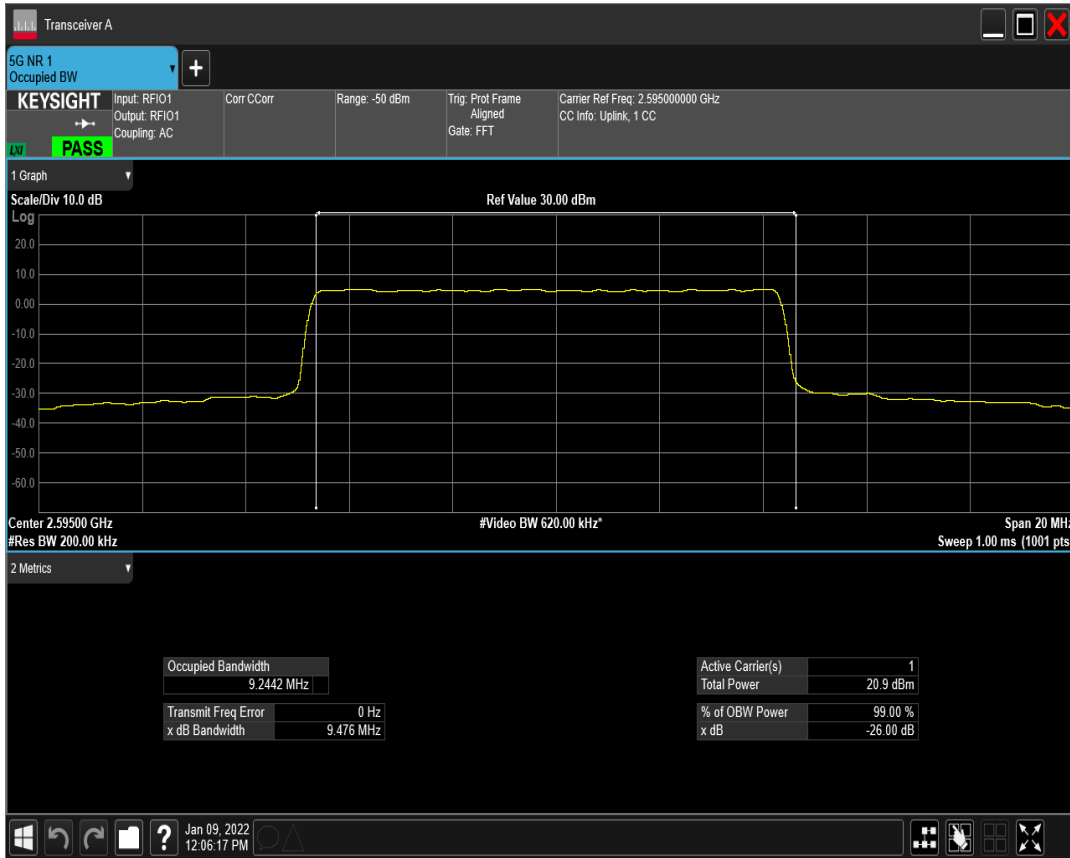 Transceiver A
5G NR 1
Occupied BW
KEYSIGHT
LXI
PASS
Input: RFIO1
Output: RFIO1
Coupling: AC
Corr CCorr
Range: -50 dBm
Trig: Prot Frame
Aligned
Gate: FFT
Carrier Ref Freq: 2.595000000 GHz
CC Info: Uplink, 1 CC
1 Graph
Scale/Div 10.0 dB
Ref Value 30.00 dBm
Log
20.0
10.0
0.00
-10.0
-20.0
-30.0
-40.0
-50.0
-60.0
Center 2.59500 GHz
#Video BW 620.00 kHz*
Span 20 MHz
#Res BW 200.00 kHz
Sweep 1.00 ms (1001 pts
2 Metrics
Occupied Bandwidth
9.2442 MHz
Transmit Freq Error 0 Hz
x dB Bandwidth 9.476 MHz
Active Carrier(s) 1
Total Power 20.9 dBm
% of OBW Power 99.00 %
x dB -26.00 dB
?
Jan 09, 2022
12:06:17 PM